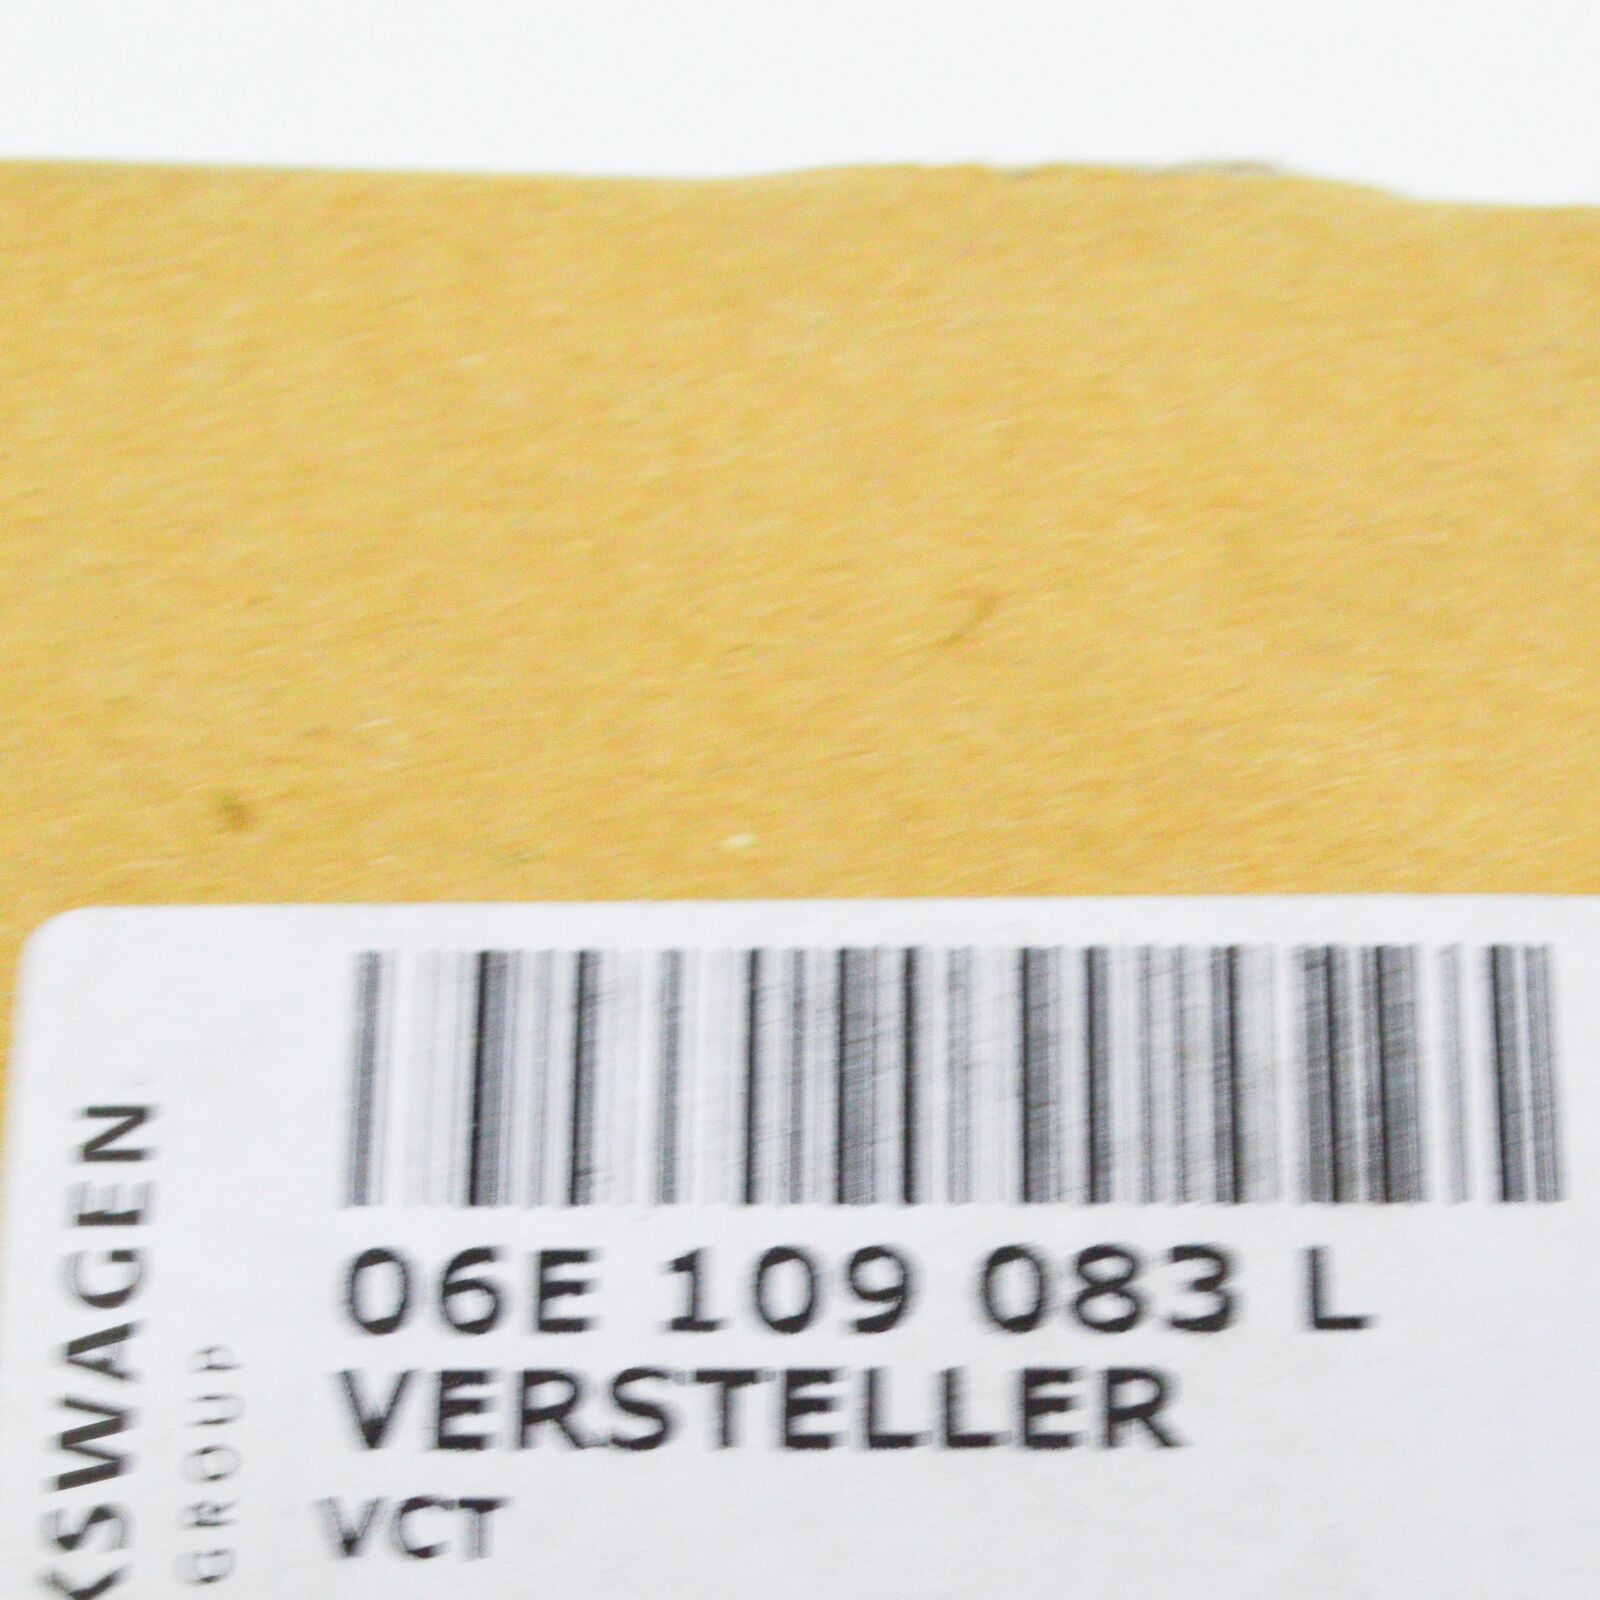 06E 109 083 L
VERSTELLER
VCT
KSWAGEN
GROUP